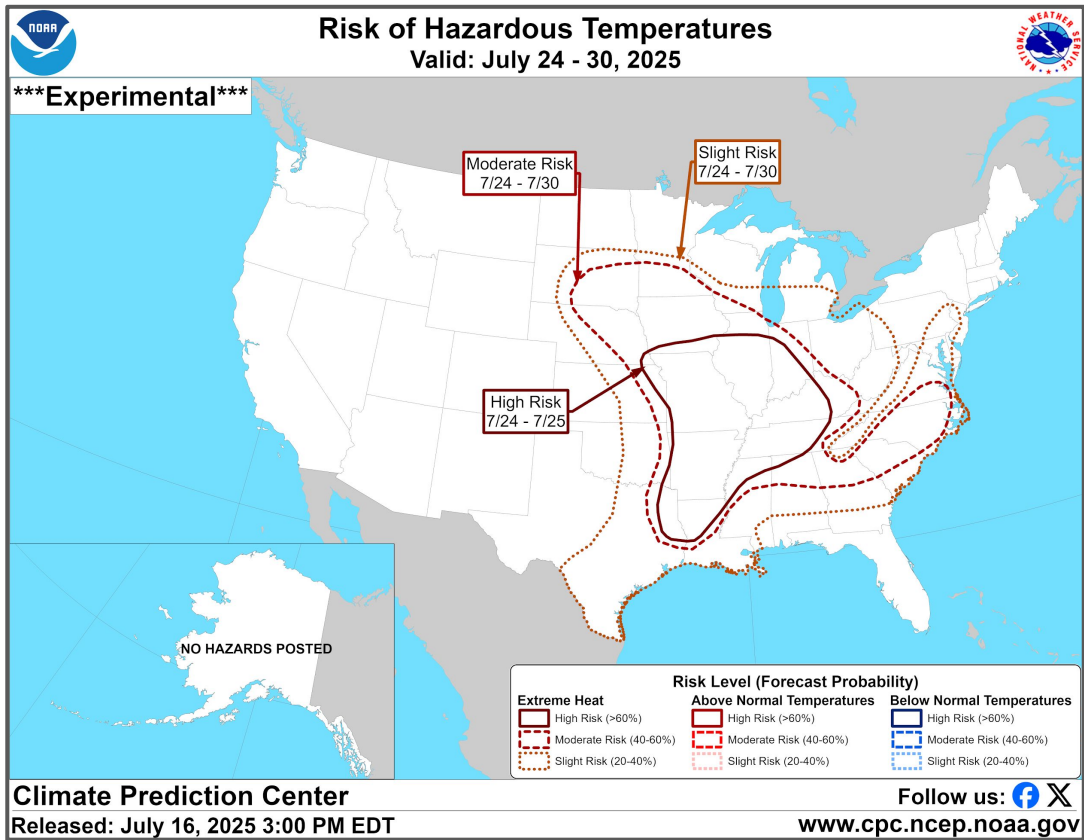 NOAA
Risk of Hazardous Temperatures
Valid: July 24 - 30, 2025
NATIONAL WEATHER SERVICE
***Experimental***
Moderate Risk
7/24 - 7/30
Slight Risk
7/24 - 7/30
High Risk
7/24 - 7/25
NO HAZARDS POSTED
Risk Level (Forecast Probability)
Extreme Heat
High Risk (>60%)
Moderate Risk (40-60%)
Slight Risk (20-40%)
Above Normal Temperatures
High Risk (>60%)
Moderate Risk (40-60%)
Slight Risk (20-40%)
Below Normal Temperatures
High Risk (>60%)
Moderate Risk (40-60%)
Slight Risk (20-40%)
Climate Prediction Center
Released: July 16, 2025 3:00 PM EDT
Follow us:
www.cpc.ncep.noaa.gov